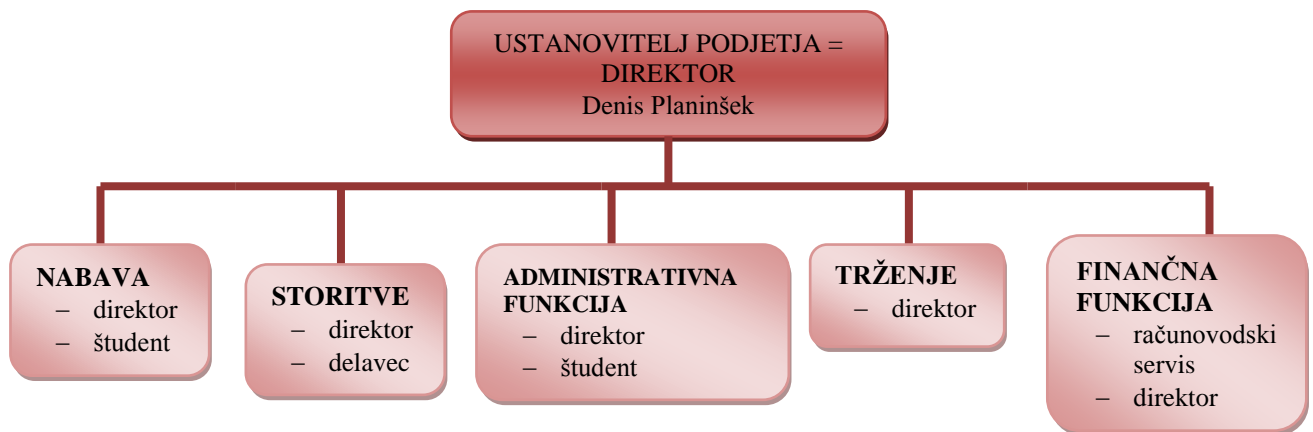 USTANOVITELJ PODJETJA =
DIREKTOR
Denis Planinšek
NABAVA
– direktor
– študent
STORITVE
– direktor
– delavec
ADMINISTRATIVNA
FUNKCIJA
– direktor
– študent
TRŽENJE
– direktor
FINANČNA
FUNKCIJA
– računovodski
servis
– direktor